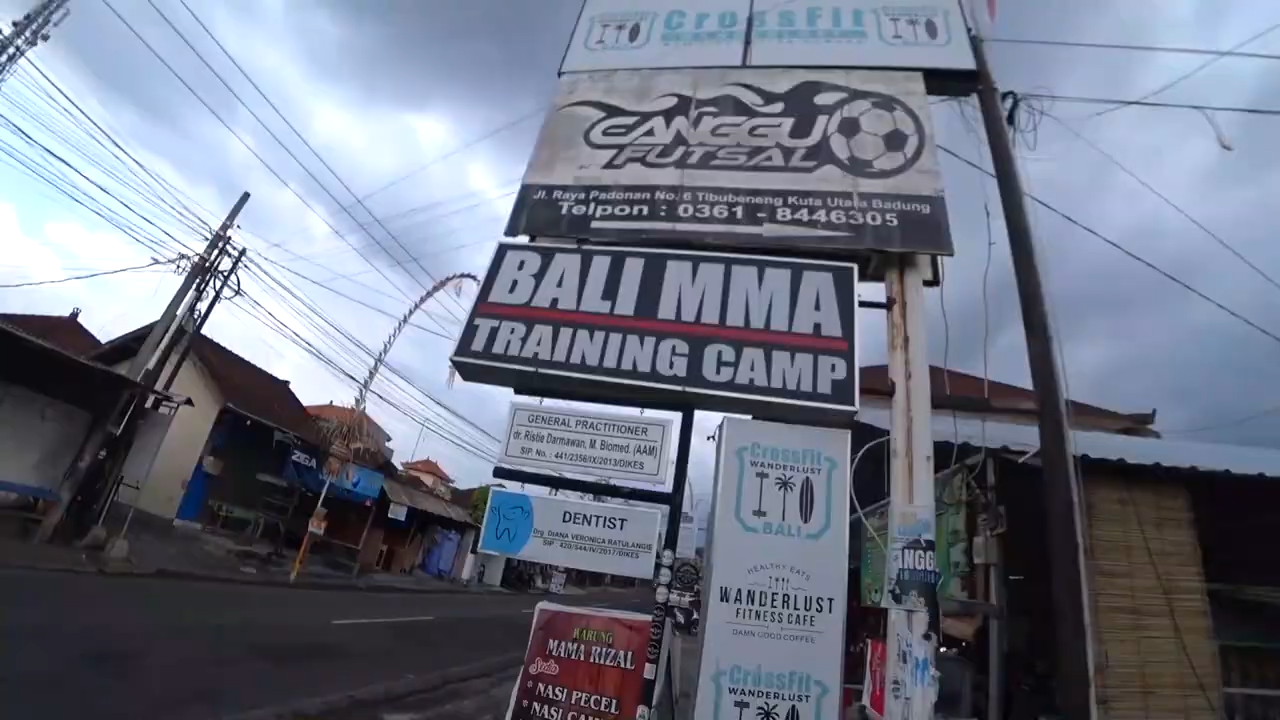 CrossFit
CANGGU
FUTSAL
Jl. Raya Padonan No. 6 Tibubeneng Kuta Utara Badung
Telpon : 0361 - 8446305
BALI MMA
TRAINING CAMP
GENERAL PRACTITIONER
dr. Ristie Darmawan, M. Biomed. (AAM)
SIP. No. : 441/2356/IX/2013/DIKES
DENTIST
Drg. DIANA VERONICA RATULANGIE
SIP : 420/544/IV/2017/DIKES
WARUNG
MAMA RIZAL
* NASI PECEL
CrossFit
WANDERLUST
BALI
HEALTHY EATS
WANDERLUST
FITNESS CAFE
DAMN GOOD COFFEE
CrossFit
WANDERLUST
ZIGA
ANGGU